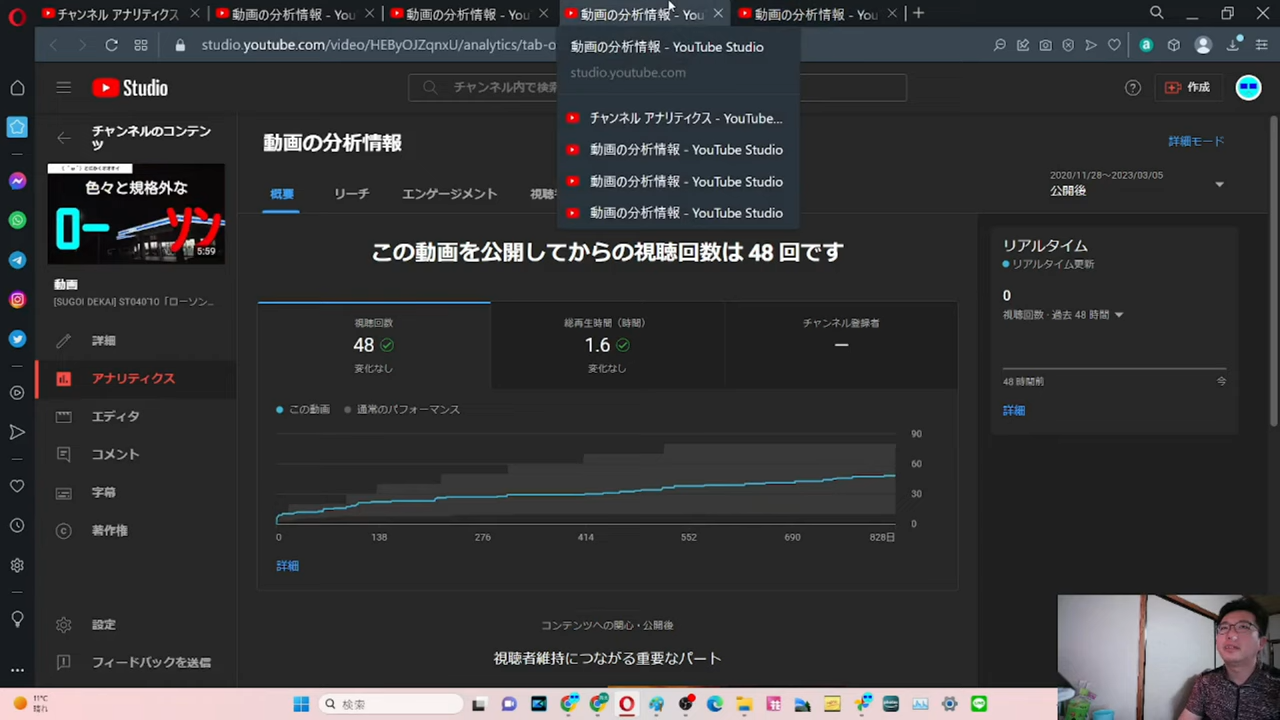 チャンネル アナリティクス
動画の分析情報 - You
動画の分析情報 - You
動画の分析情報 - You
動画の分析情報 - You
studio.youtube.com/video/HEByOJZqnxU/analytics/tab-o
動画の分析情報 - YouTube Studio
studio.youtube.com
チャンネル アナリティクス - YouTube...
動画の分析情報 - YouTube Studio
動画の分析情報 - YouTube Studio
動画の分析情報 - YouTube Studio
Studio
チャンネル内で検索
作成
チャンネルのコンテン
ツ
色々と規格外な
ローソン
5:59
動画
[SUGOI DEKAI] ST040'10「ローソン...
詳細
アナリティクス
エディタ
コメント
字幕
著作権
設定
フィードバックを送信
動画の分析情報
詳細モード
概要
リーチ
エンゲージメント
視聴
2020/11/28～2023/03/05
公開後
この動画を公開してからの視聴回数は 48 回です
視聴回数
48
変化なし
総再生時間（時間）
1.6
変化なし
チャンネル登録者
—
この動画
通常のパフォーマンス
90
60
30
0
0
138
276
414
552
690
828日
詳細
コンテンツへの関心・公開後
視聴者維持につながる重要なパート
リアルタイム
リアルタイム更新
0
視聴回数・過去 48 時間
48 時間前
今
詳細
11°C
晴れ
検索